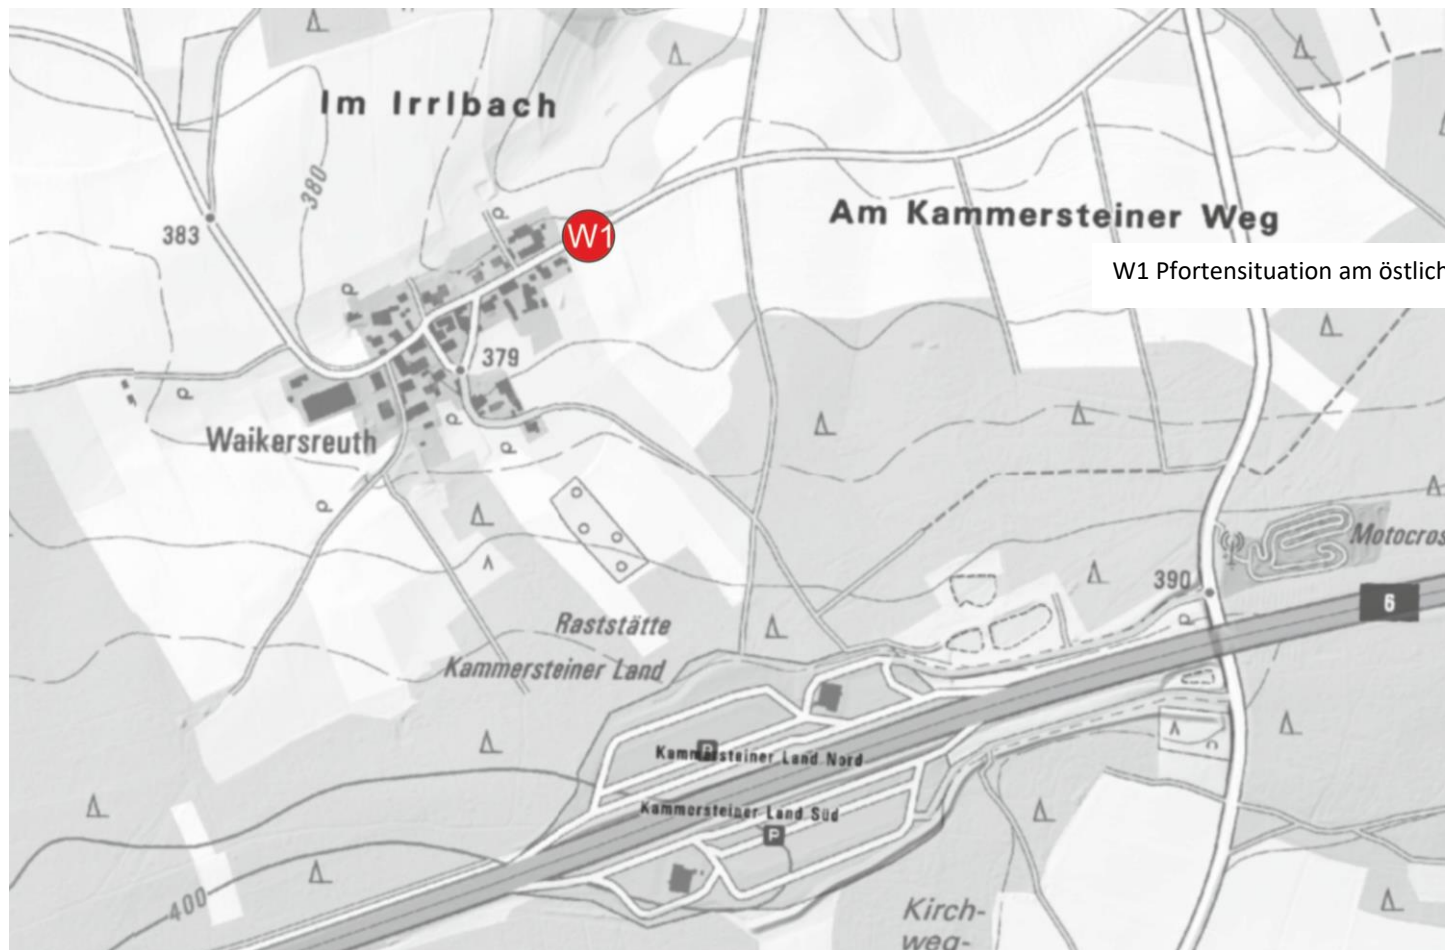 Im Irrlbach
380
383
W1
Am Kammersteiner Weg
W1 Pfortensituation am östlich
379
Waikersreuth
Motocros
390
6
Raststätte
Kammersteiner Land
P
Kammersteiner Land Nord
Kammersteiner Land Süd
P
400
Kirch-
weg-